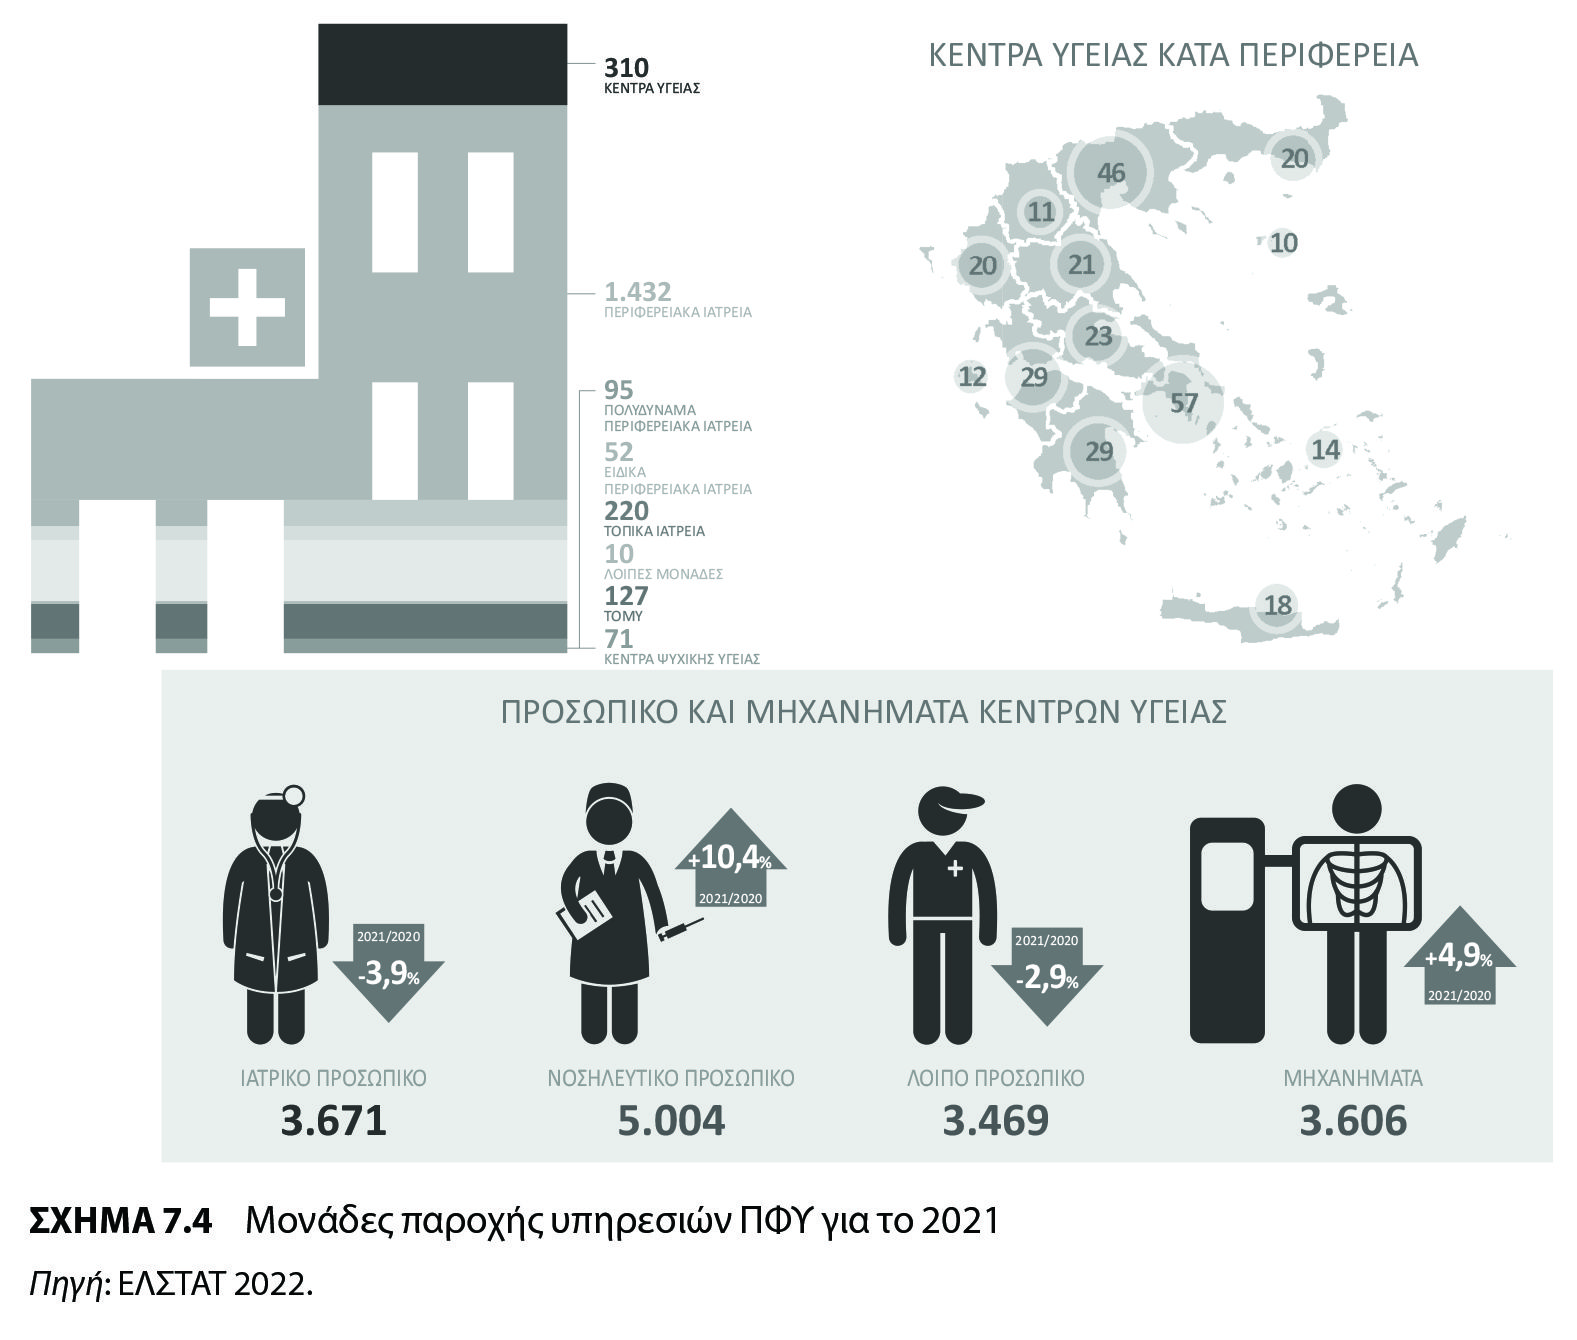 310
ΚΕΝΤΡΑ ΥΓΕΙΑΣ
1.432
ΠΕΡΙΦΕΡΕΙΑΚΑ ΙΑΤΡΕΙΑ
95
ΠΟΛΥΔΥΝΑΜΑ
ΠΕΡΙΦΕΡΕΙΑΚΑ ΙΑΤΡΕΙΑ
52
ΕΙΔΙΚΑ
ΠΕΡΙΦΕΡΕΙΑΚΑ ΙΑΤΡΕΙΑ
220
ΤΟΠΙΚΑ ΙΑΤΡΕΙΑ
10
ΛΟΙΠΕΣ ΜΟΝΑΔΕΣ
127
ΤΟΜΥ
71
ΚΕΝΤΡΑ ΨΥΧΙΚΗΣ ΥΓΕΙΑΣ
ΚΕΝΤΡΑ ΥΓΕΙΑΣ ΚΑΤΑ ΠΕΡΙΦΕΡΕΙΑ
20
46
11
10
20
21
23
12
29
57
29
14
18
ΠΡΟΣΩΠΙΚΟ ΚΑΙ ΜΗΧΑΝΗΜΑΤΑ ΚΕΝΤΡΩΝ ΥΓΕΙΑΣ
2021/2020
-3,9%
ΙΑΤΡΙΚΟ ΠΡΟΣΩΠΙΚΟ
3.671
+10,4%
2021/2020
ΝΟΣΗΛΕΥΤΙΚΟ ΠΡΟΣΩΠΙΚΟ
5.004
2021/2020
-2,9%
ΛΟΙΠΟ ΠΡΟΣΩΠΙΚΟ
3.469
+4,9%
2021/2020
ΜΗΧΑΝΗΜΑΤΑ
3.606
ΣΧΗΜΑ 7.4 Μονάδες παροχής υπηρεσιών ΠΦΥ για το 2021
Πηγή: ΕΛΣΤΑΤ 2022.